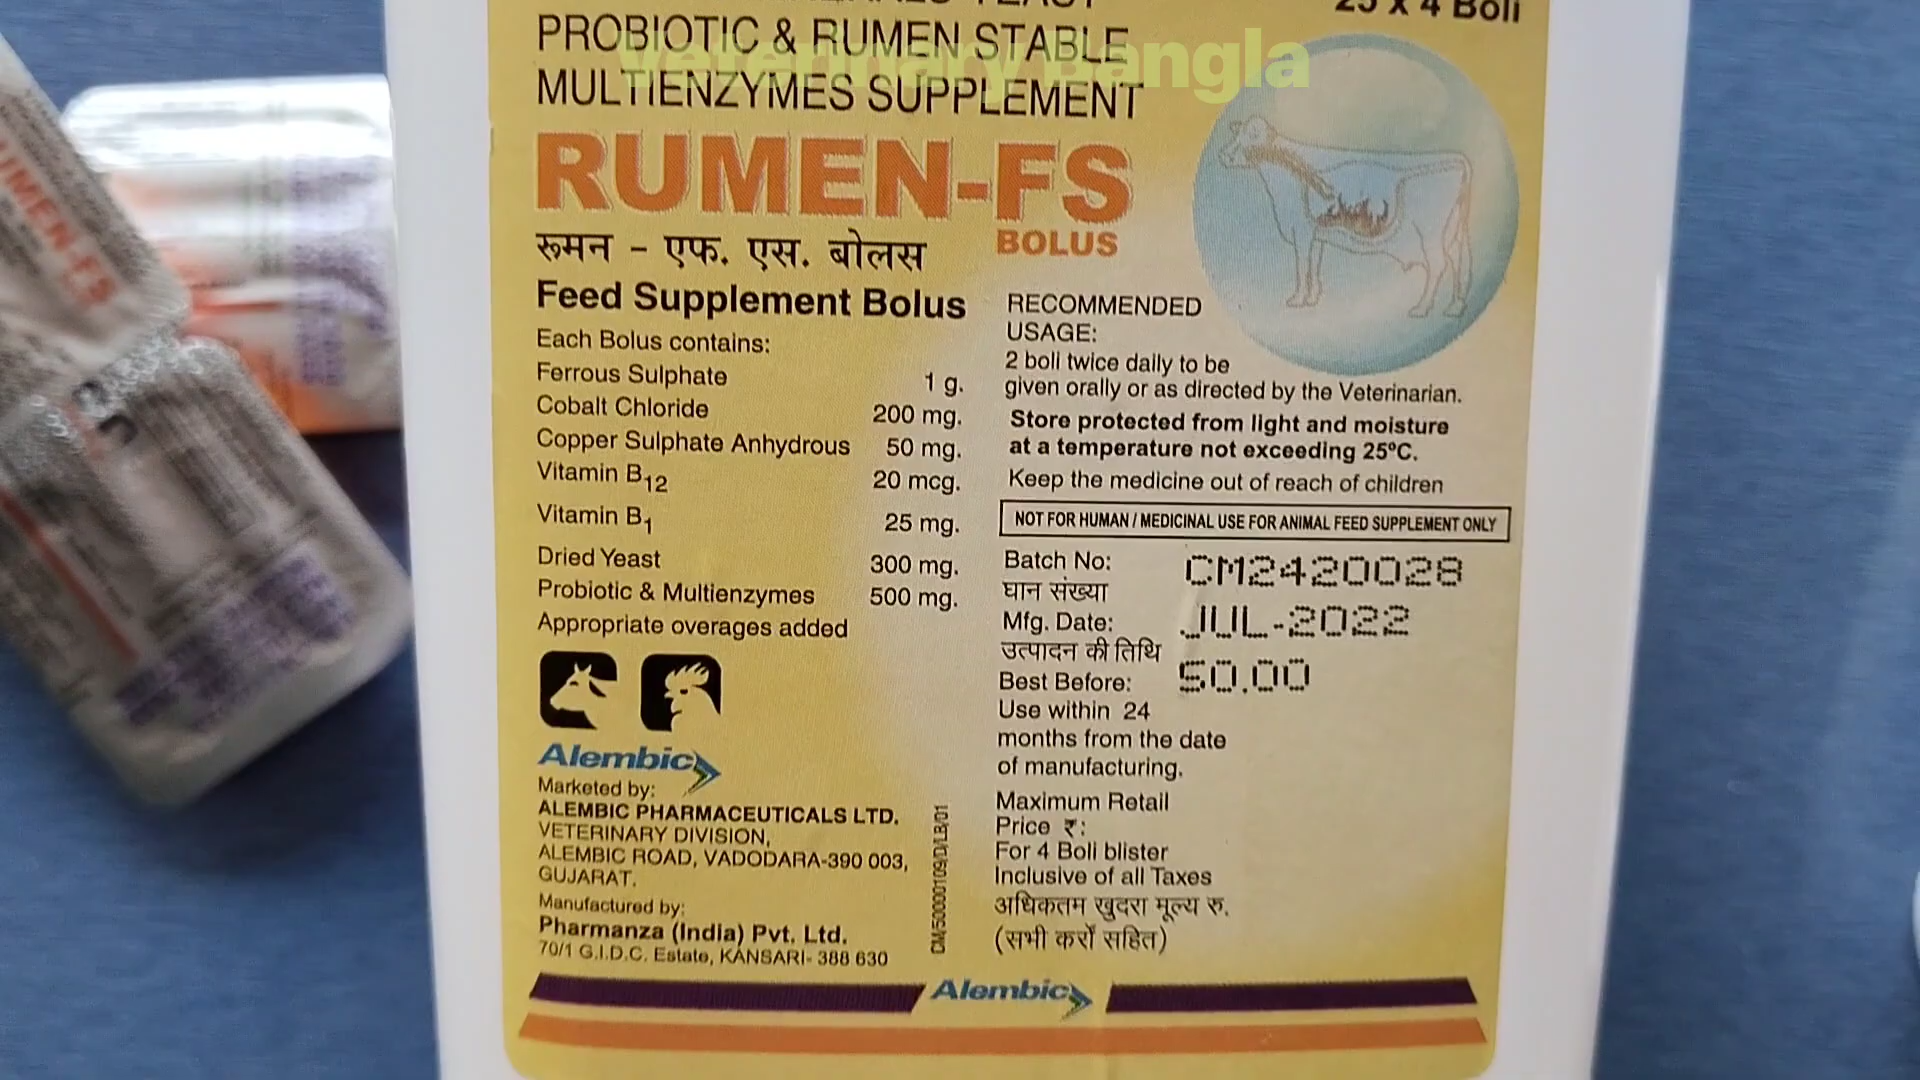 25 x 4 Boli
PROBIOTIC & RUMEN STABLE
MULTIENZYMES SUPPLEMENT
Veterinary Bangla
RUMEN-FS
BOLUS
रूमन - एफ. एस. बोलस
Feed Supplement Bolus
Each Bolus contains:
Ferrous Sulphate 1 g.
Cobalt Chloride 200 mg.
Copper Sulphate Anhydrous 50 mg.
Vitamin B12 20 mcg.
Vitamin B1 25 mg.
Dried Yeast 300 mg.
Probiotic & Multienzymes 500 mg.
Appropriate overages added
Alembic
Marketed by:
ALEMBIC PHARMACEUTICALS LTD.
VETERINARY DIVISION,
ALEMBIC ROAD, VADODARA-390 003,
GUJARAT.
Manufactured by:
Pharmanza (India) Pvt. Ltd.
70/1 G.I.D.C. Estate, KANSARI- 388 630
CM/50000109/D/LB/01
RECOMMENDED
USAGE:
2 boli twice daily to be
given orally or as directed by the Veterinarian.
Store protected from light and moisture
at a temperature not exceeding 25ºC.
Keep the medicine out of reach of children
NOT FOR HUMAN / MEDICINAL USE FOR ANIMAL FEED SUPPLEMENT ONLY
Batch No: CM2420028
घान संख्या
Mfg. Date: JUL-2022
उत्पादन की तिथि
Best Before: 50.00
Use within 24
months from the date
of manufacturing.
Maximum Retail
Price ₹:
For 4 Boli blister
Inclusive of all Taxes
अधिकतम खुदरा मूल्य रु.
(सभी करों सहित)
Alembic
UMEN-FS